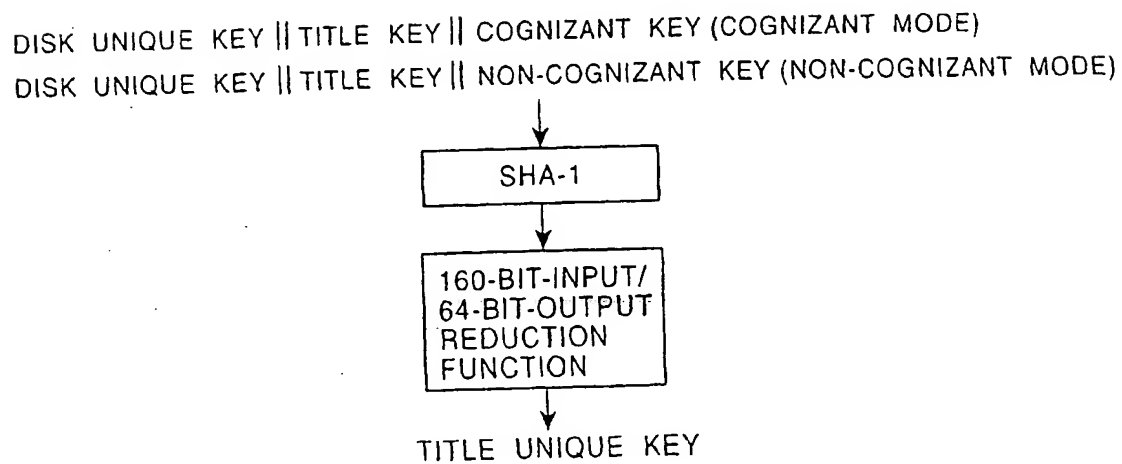 DISK UNIQUE KEY || TITLE KEY || COGNIZANT KEY (COGNIZANT MODE)
DISK UNIQUE KEY || TITLE KEY || NON-COGNIZANT KEY (NON-COGNIZANT MODE)
SHA-1
160-BIT-INPUT/
64-BIT-OUTPUT
REDUCTION
FUNCTION
TITLE UNIQUE KEY